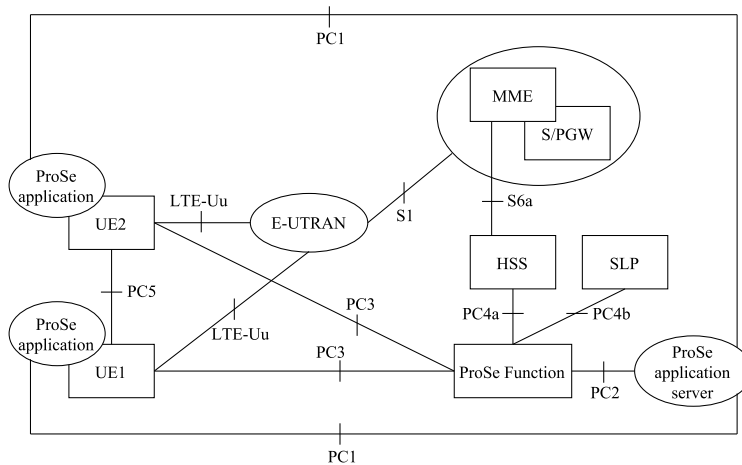 PC1
MME
S/PGW
ProSe
application
LTE-Uu
UE2
E-UTRAN
S1
S6a
HSS
SLP
PC5
PC3
PC4a
PC4b
ProSe
application
LTE-Uu
PC3
UE1
ProSe Function
PC2
ProSe
application
server
PC1